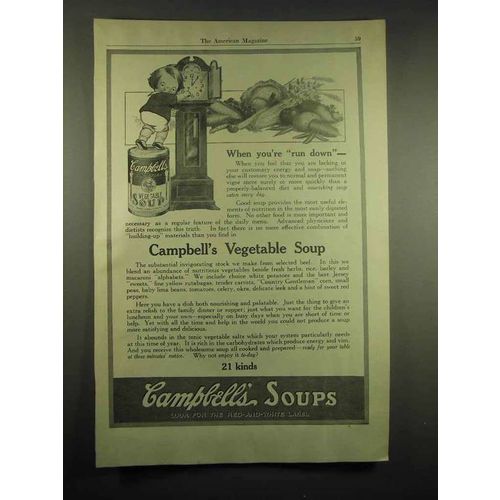 The American Magazine 59
Campbell's
VEGETABLE
SOUP
When you're "run down"—
When you feel that you are lacking in
your customary energy and snap—nothing
else will restore you to normal and permanent
vigor more surely or more quickly than a
properly-balanced diet and nourishing soup
eaten every day.
Good soup provides the most useful ele-
ments of nutrition in the most easily digested
form. No other food is more important and
necessary as a regular feature of the daily menu. Advanced physicians and
dietists recognize this truth. In fact there is no more effective combination of
"building-up" materials than you find in
Campbell's Vegetable Soup
The substantial invigorating stock we make from selected beef. In this we
blend an abundance of nutritious vegetables beside fresh herbs, rice, barley and
macaroni "alphabets." We include choice white potatoes and the best Jersey
"sweets," fine yellow rutabagas, tender carrots, "Country Gentleman" corn, small
peas, baby lima beans, tomatoes, celery, okra, delicate leek and a hint of sweet red
peppers.
Here you have a dish both nourishing and palatable. Just the thing to give an
extra relish to the family dinner or supper; just what you want for the children's
luncheon and your own—especially on busy days when you are short of time or
help. Yet with all the time and help in the world you could not produce a soup
more satisfying and delicious.
It abounds in the tonic vegetable salts which your system particularly needs
at this time of year. It is rich in the carbohydrates which produce energy and vim.
And you receive this wholesome soup all cooked and prepared—ready for your table
at three minutes' notice. Why not enjoy it to-day?
21 kinds
Campbell's SOUPS
LOOK FOR THE RED-AND-WHITE LABEL